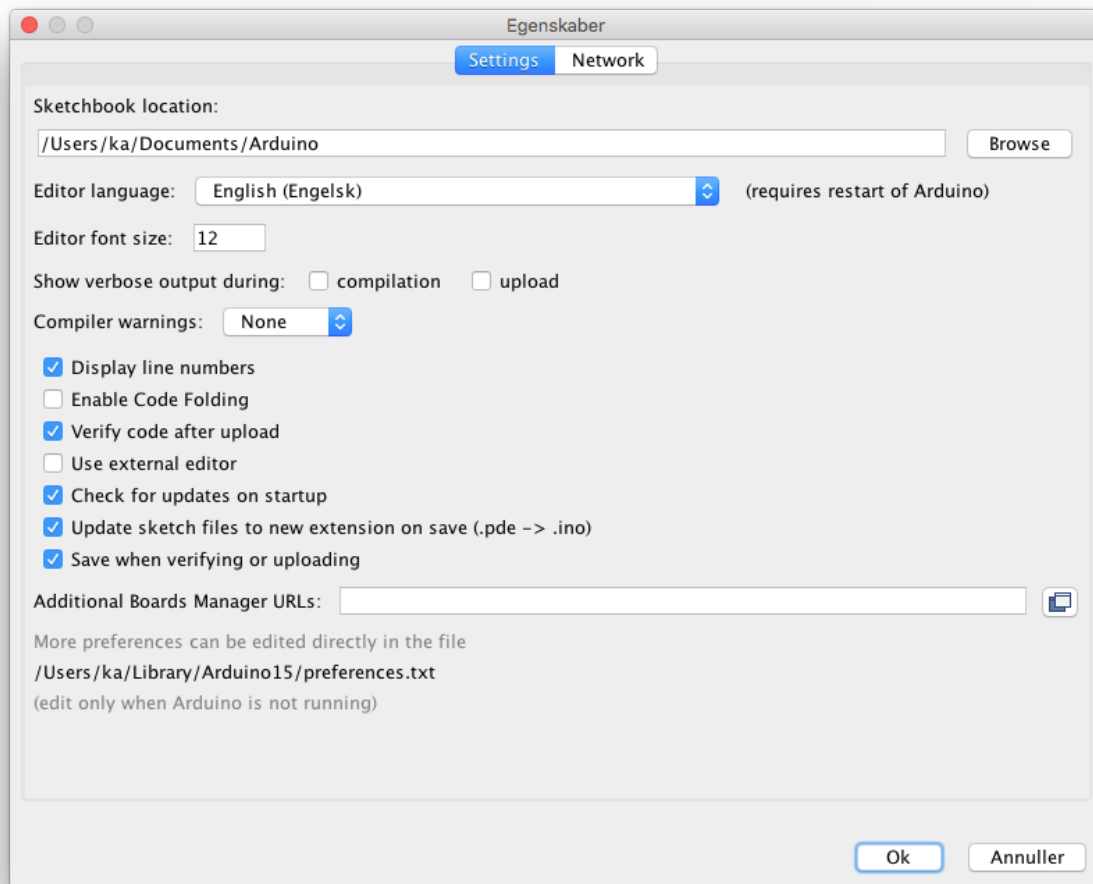 Egenskaber
Settings Network
Sketchbook location:
/Users/ka/Documents/Arduino Browse
Editor language: English (Engelsk) (requires restart of Arduino)
Editor font size: 12
Show verbose output during: compilation upload
Compiler warnings: None
Display line numbers
Enable Code Folding
Verify code after upload
Use external editor
Check for updates on startup
Update sketch files to new extension on save (.pde -> .ino)
Save when verifying or uploading
Additional Boards Manager URLs:
More preferences can be edited directly in the file
/Users/ka/Library/Arduino15/preferences.txt
(edit only when Arduino is not running)
Ok Annuller